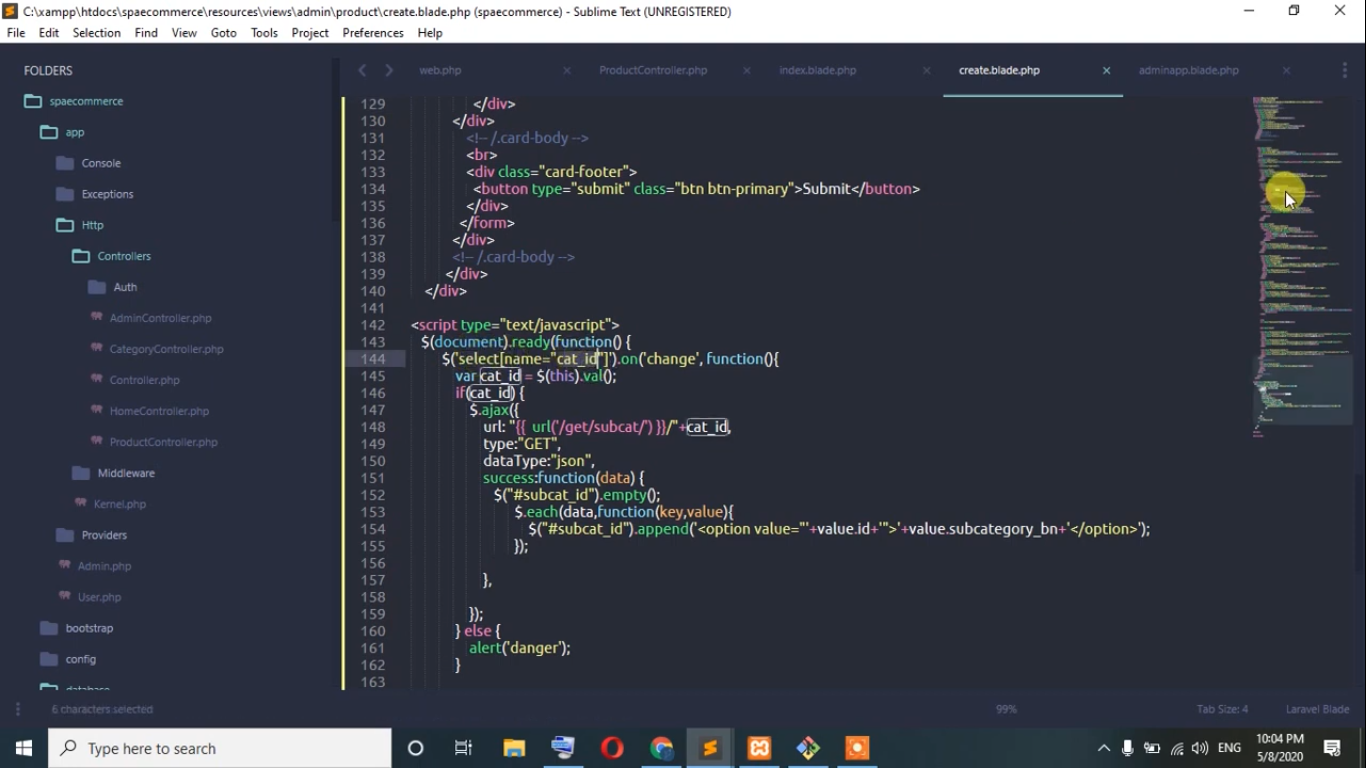 C:\xampp\htdocs\spaecommerce\resources\views\admin\product\create.blade.php (spaecommerce) - Sublime Text (UNREGISTERED)
File Edit Selection Find View Goto Tools Project Preferences Help
FOLDERS
spaecommerce
app
Console
Exceptions
Http
Controllers
Auth
AdminController.php
CategoryController.php
Controller.php
HomeController.php
ProductController.php
Middleware
Kernel.php
Providers
Admin.php
User.php
bootstrap
config
database
web.php ProductController.php index.blade.php create.blade.php adminapp.blade.php
129 </div>
130 </div>
131 <!-- /.card-body -->
132 <br>
133 <div class="card-footer">
134 <button type="submit" class="btn btn-primary">Submit</button>
135 </div>
136 </form>
137 </div>
138 <!-- /.card-body -->
139 </div>
140 </div>
141
142 <script type="text/javascript">
143 $(document).ready(function() {
144 $('select[name="cat_id"]').on('change', function(){
145 var cat_id = $(this).val();
146 if(cat_id) {
147 $.ajax({
148 url: "{{ url('/get/subcat/') }}/"+cat_id,
149 type:"GET",
150 dataType:"json",
151 success:function(data) {
152 $("#subcat_id").empty();
153 $.each(data,function(key,value){
154 $("#subcat_id").append('<option value="'+value.id+'">'+value.subcategory_bn+'</option>');
155 });
156
157 },
158
159 });
160 } else {
161 alert('danger');
162 }
163
6 characters selected 99% Tab Size: 4 Laravel Blade
Type here to search
ENG
10:04 PM
5/8/2020